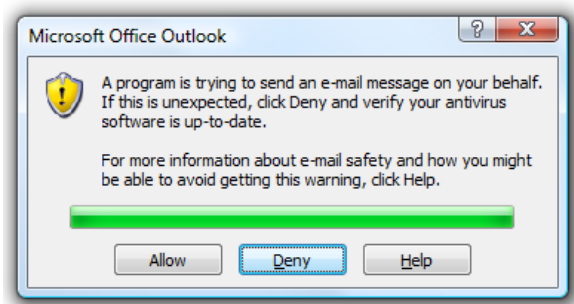 Microsoft Office Outlook
A program is trying to send an e-mail message on your behalf.
If this is unexpected, click Deny and verify your antivirus
software is up-to-date.
For more information about e-mail safety and how you might
be able to avoid getting this warning, click Help.
Allow Deny Help